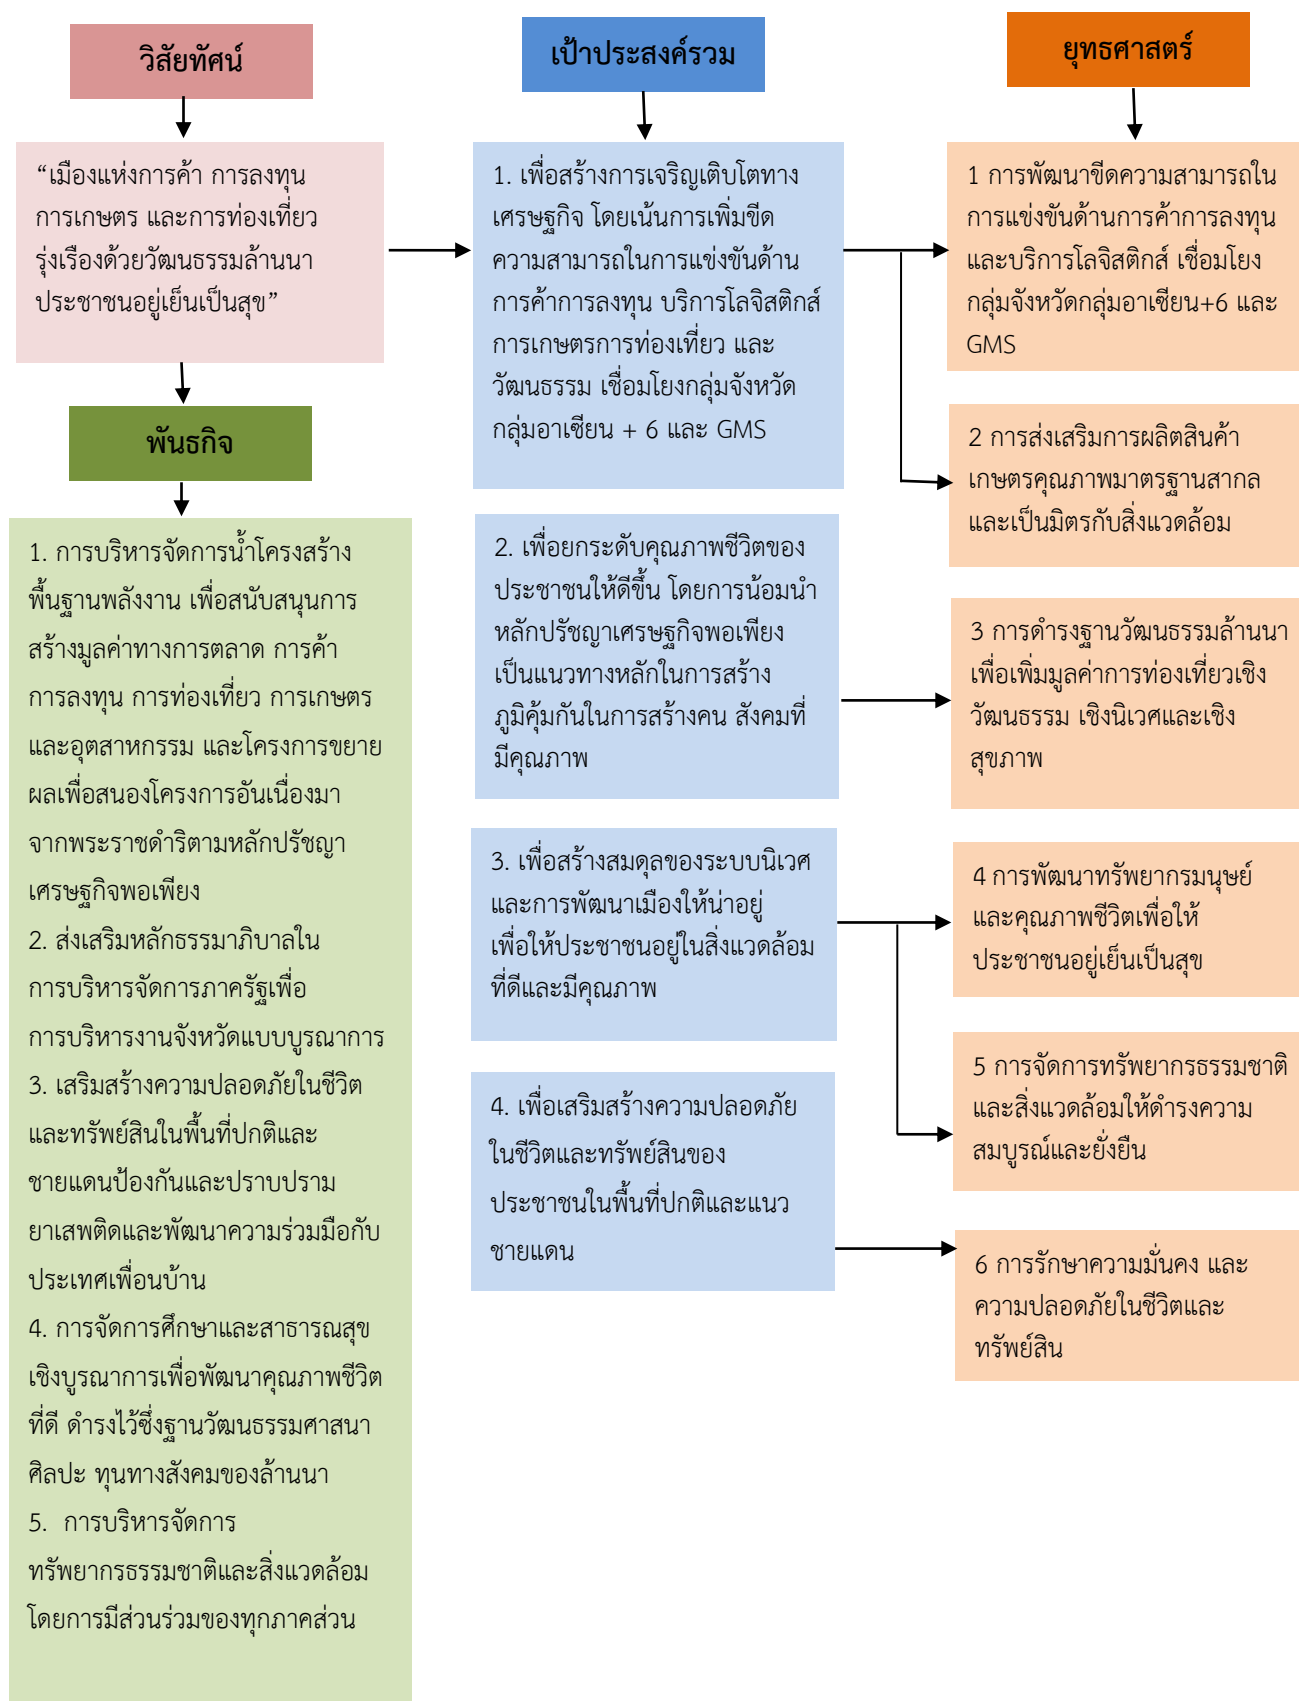 วิสัยทัศน์
“เมืองแห่งการค้า การลงทุน
การเกษตร และการท่องเที่ยว
รุ่งเรืองด้วยวัฒนธรรมล้านนา
ประชาชนอยู่เย็นเป็นสุข”
พันธกิจ
1. การบริหารจัดการน้ำโครงสร้าง
พื้นฐานพลังงาน เพื่อสนับสนุนการ
สร้างมูลค่าทางการตลาด การค้า
การลงทุน การท่องเที่ยว การเกษตร
และอุตสาหกรรม และโครงการขยาย
ผลเพื่อสนองโครงการอันเนื่องมา
จากพระราชดำริตามหลักปรัชญา
เศรษฐกิจพอเพียง
2. ส่งเสริมหลักธรรมาภิบาลใน
การบริหารจัดการภาครัฐเพื่อ
การบริหารงานจังหวัดแบบบูรณาการ
3. เสริมสร้างความปลอดภัยในชีวิต
และทรัพย์สินในพื้นที่ปกติและ
ชายแดนป้องกันและปราบปราม
ยาเสพติดและพัฒนาความร่วมมือกับ
ประเทศเพื่อนบ้าน
4. การจัดการศึกษาและสาธารณสุข
เชิงบูรณาการเพื่อพัฒนาคุณภาพชีวิต
ที่ดี ดำรงไว้ซึ่งฐานวัฒนธรรมศาสนา
ศิลปะ ทุนทางสังคมของล้านนา
5. การบริหารจัดการ
ทรัพยากรธรรมชาติและสิ่งแวดล้อม
โดยการมีส่วนร่วมของทุกภาคส่วน
เป้าประสงค์รวม
1. เพื่อสร้างการเจริญเติบโตทาง
เศรษฐกิจ โดยเน้นการเพิ่มขีด
ความสามารถในการแข่งขันด้าน
การค้าการลงทุน บริการโลจิสติกส์
การเกษตรการท่องเที่ยว และ
วัฒนธรรม เชื่อมโยงกลุ่มจังหวัด
กลุ่มอาเซียน + 6 และ GMS
2. เพื่อยกระดับคุณภาพชีวิตของ
ประชาชนให้ดีขึ้น โดยการน้อมนำ
หลักปรัชญาเศรษฐกิจพอเพียง
เป็นแนวทางหลักในการสร้าง
ภูมิคุ้มกันในการสร้างคน สังคมที่
มีคุณภาพ
3. เพื่อสร้างสมดุลของระบบนิเวศ
และการพัฒนาเมืองให้น่าอยู่
เพื่อให้ประชาชนอยู่ในสิ่งแวดล้อม
ที่ดีและมีคุณภาพ
4. เพื่อเสริมสร้างความปลอดภัย
ในชีวิตและทรัพย์สินของ
ประชาชนในพื้นที่ปกติและแนว
ชายแดน
ยุทธศาสตร์
1 การพัฒนาขีดความสามารถใน
การแข่งขันด้านการค้าการลงทุน
และบริการโลจิสติกส์ เชื่อมโยง
กลุ่มจังหวัดกลุ่มอาเซียน+6 และ
GMS
2 การส่งเสริมการผลิตสินค้า
เกษตรคุณภาพมาตรฐานสากล
และเป็นมิตรกับสิ่งแวดล้อม
3 การดำรงฐานวัฒนธรรมล้านนา
เพื่อเพิ่มมูลค่าการท่องเที่ยวเชิง
วัฒนธรรม เชิงนิเวศและเชิง
สุขภาพ
4 การพัฒนาทรัพยากรมนุษย์
และคุณภาพชีวิตเพื่อให้
ประชาชนอยู่เย็นเป็นสุข
5 การจัดการทรัพยากรธรรมชาติ
และสิ่งแวดล้อมให้ดำรงความ
สมบูรณ์และยั่งยืน
6 การรักษาความมั่นคง และ
ความปลอดภัยในชีวิตและ
ทรัพย์สิน